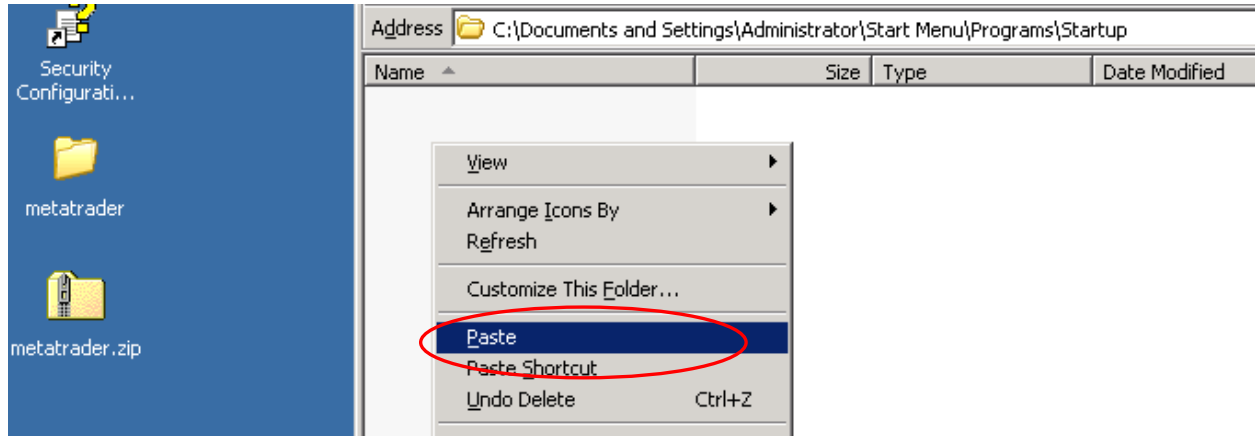 Security
Configurati...
metatrader
metatrader.zip
Address C:\Documents and Settings\Administrator\Start Menu\Programs\Startup
Name Size Type Date Modified
View
Arrange Icons By
Refresh
Customize This Folder...
Paste
Paste Shortcut
Undo Delete Ctrl+Z